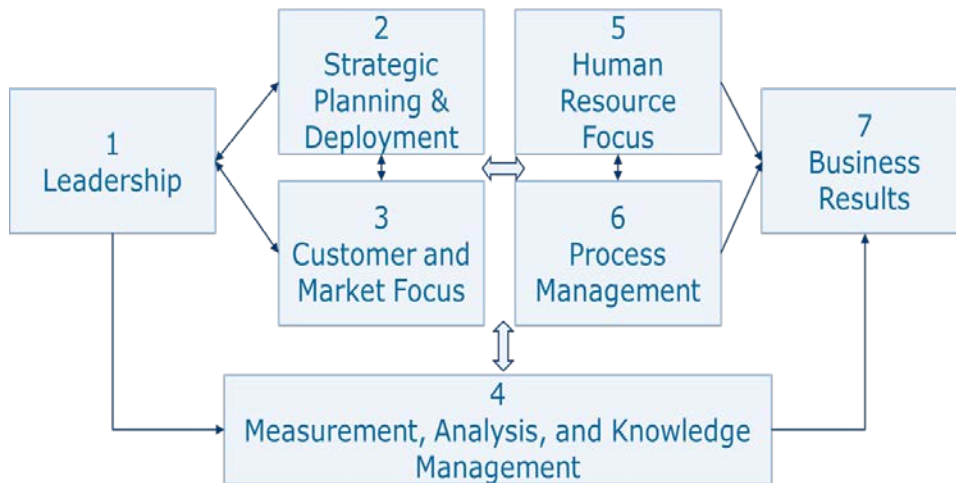 1
Leadership
2
Strategic
Planning &
Deployment
3
Customer and
Market Focus
5
Human
Resource
Focus
6
Process
Management
7
Business
Results
4
Measurement, Analysis, and Knowledge
Management